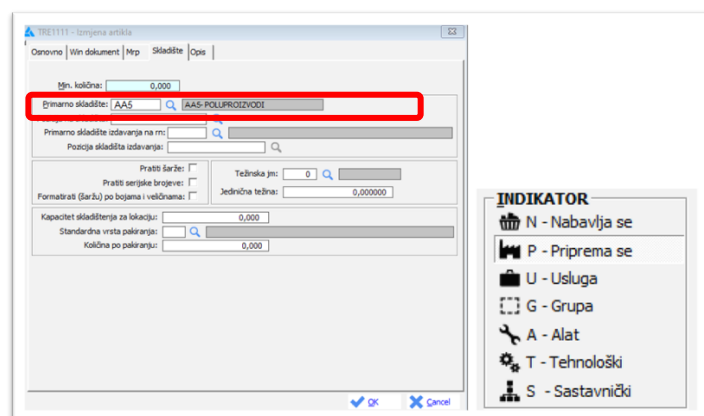 TRE1111 - Izmjena artikla
Osnovno Win dokument Mrp Skladište Opis
Min. količina: 0,000
Primarno skladište: AA5 AA5-POLUPROIZVODI
Primarno skladište izdavanja na rn:
Pozicija skladišta izdavanja:
Pratiti šarže:
Pratiti serijske brojeve:
Formatirati (šaržu) po bojama i veličinama:
Težinska jm: 0
Jedinična težina: 0,000000
Kapacitet skladištenja za lokaciju: 0,000
Standardna vrsta pakiranja:
Količina po pakiranju: 0,000
OK Cancel
INDIKATOR
N - Nabavlja se
P - Priprema se
U - Usluga
G - Grupa
A - Alat
T - Tehnološki
S - Sastavnički